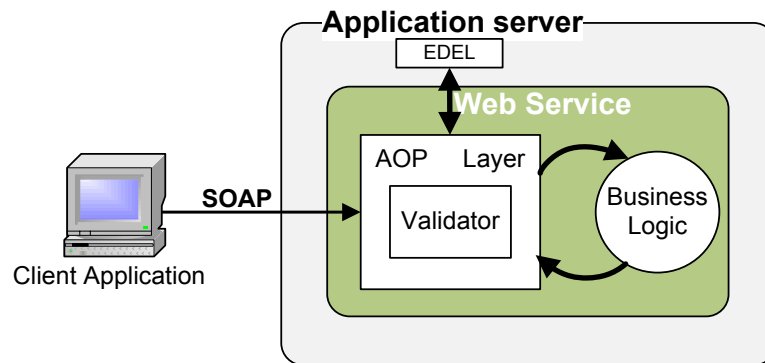 Application server
EDEL
Web Service
AOP Layer
SOAP
Validator
Business
Logic
Client Application